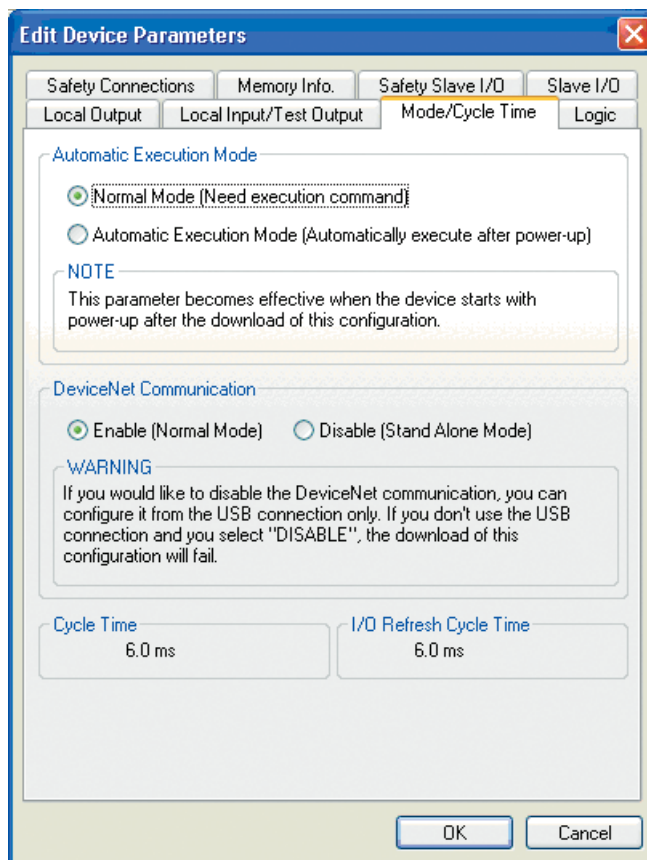 Edit Device Parameters
Safety Connections
Memory Info.
Safety Slave I/O
Slave I/O
Local Output
Local Input/Test Output
Mode/Cycle Time
Logic
Automatic Execution Mode
Normal Mode (Need execution command)
Automatic Execution Mode (Automatically execute after power-up)
NOTE
This parameter becomes effective when the device starts with
power-up after the download of this configuration.
DeviceNet Communication
Enable (Normal Mode)
Disable (Stand Alone Mode)
WARNING
If you would like to disable the DeviceNet communication, you can
configure it from the USB connection only. If you don't use the USB
connection and you select "DISABLE", the download of this
configuration will fail.
Cycle Time
6.0 ms
I/O Refresh Cycle Time
6.0 ms
OK
Cancel